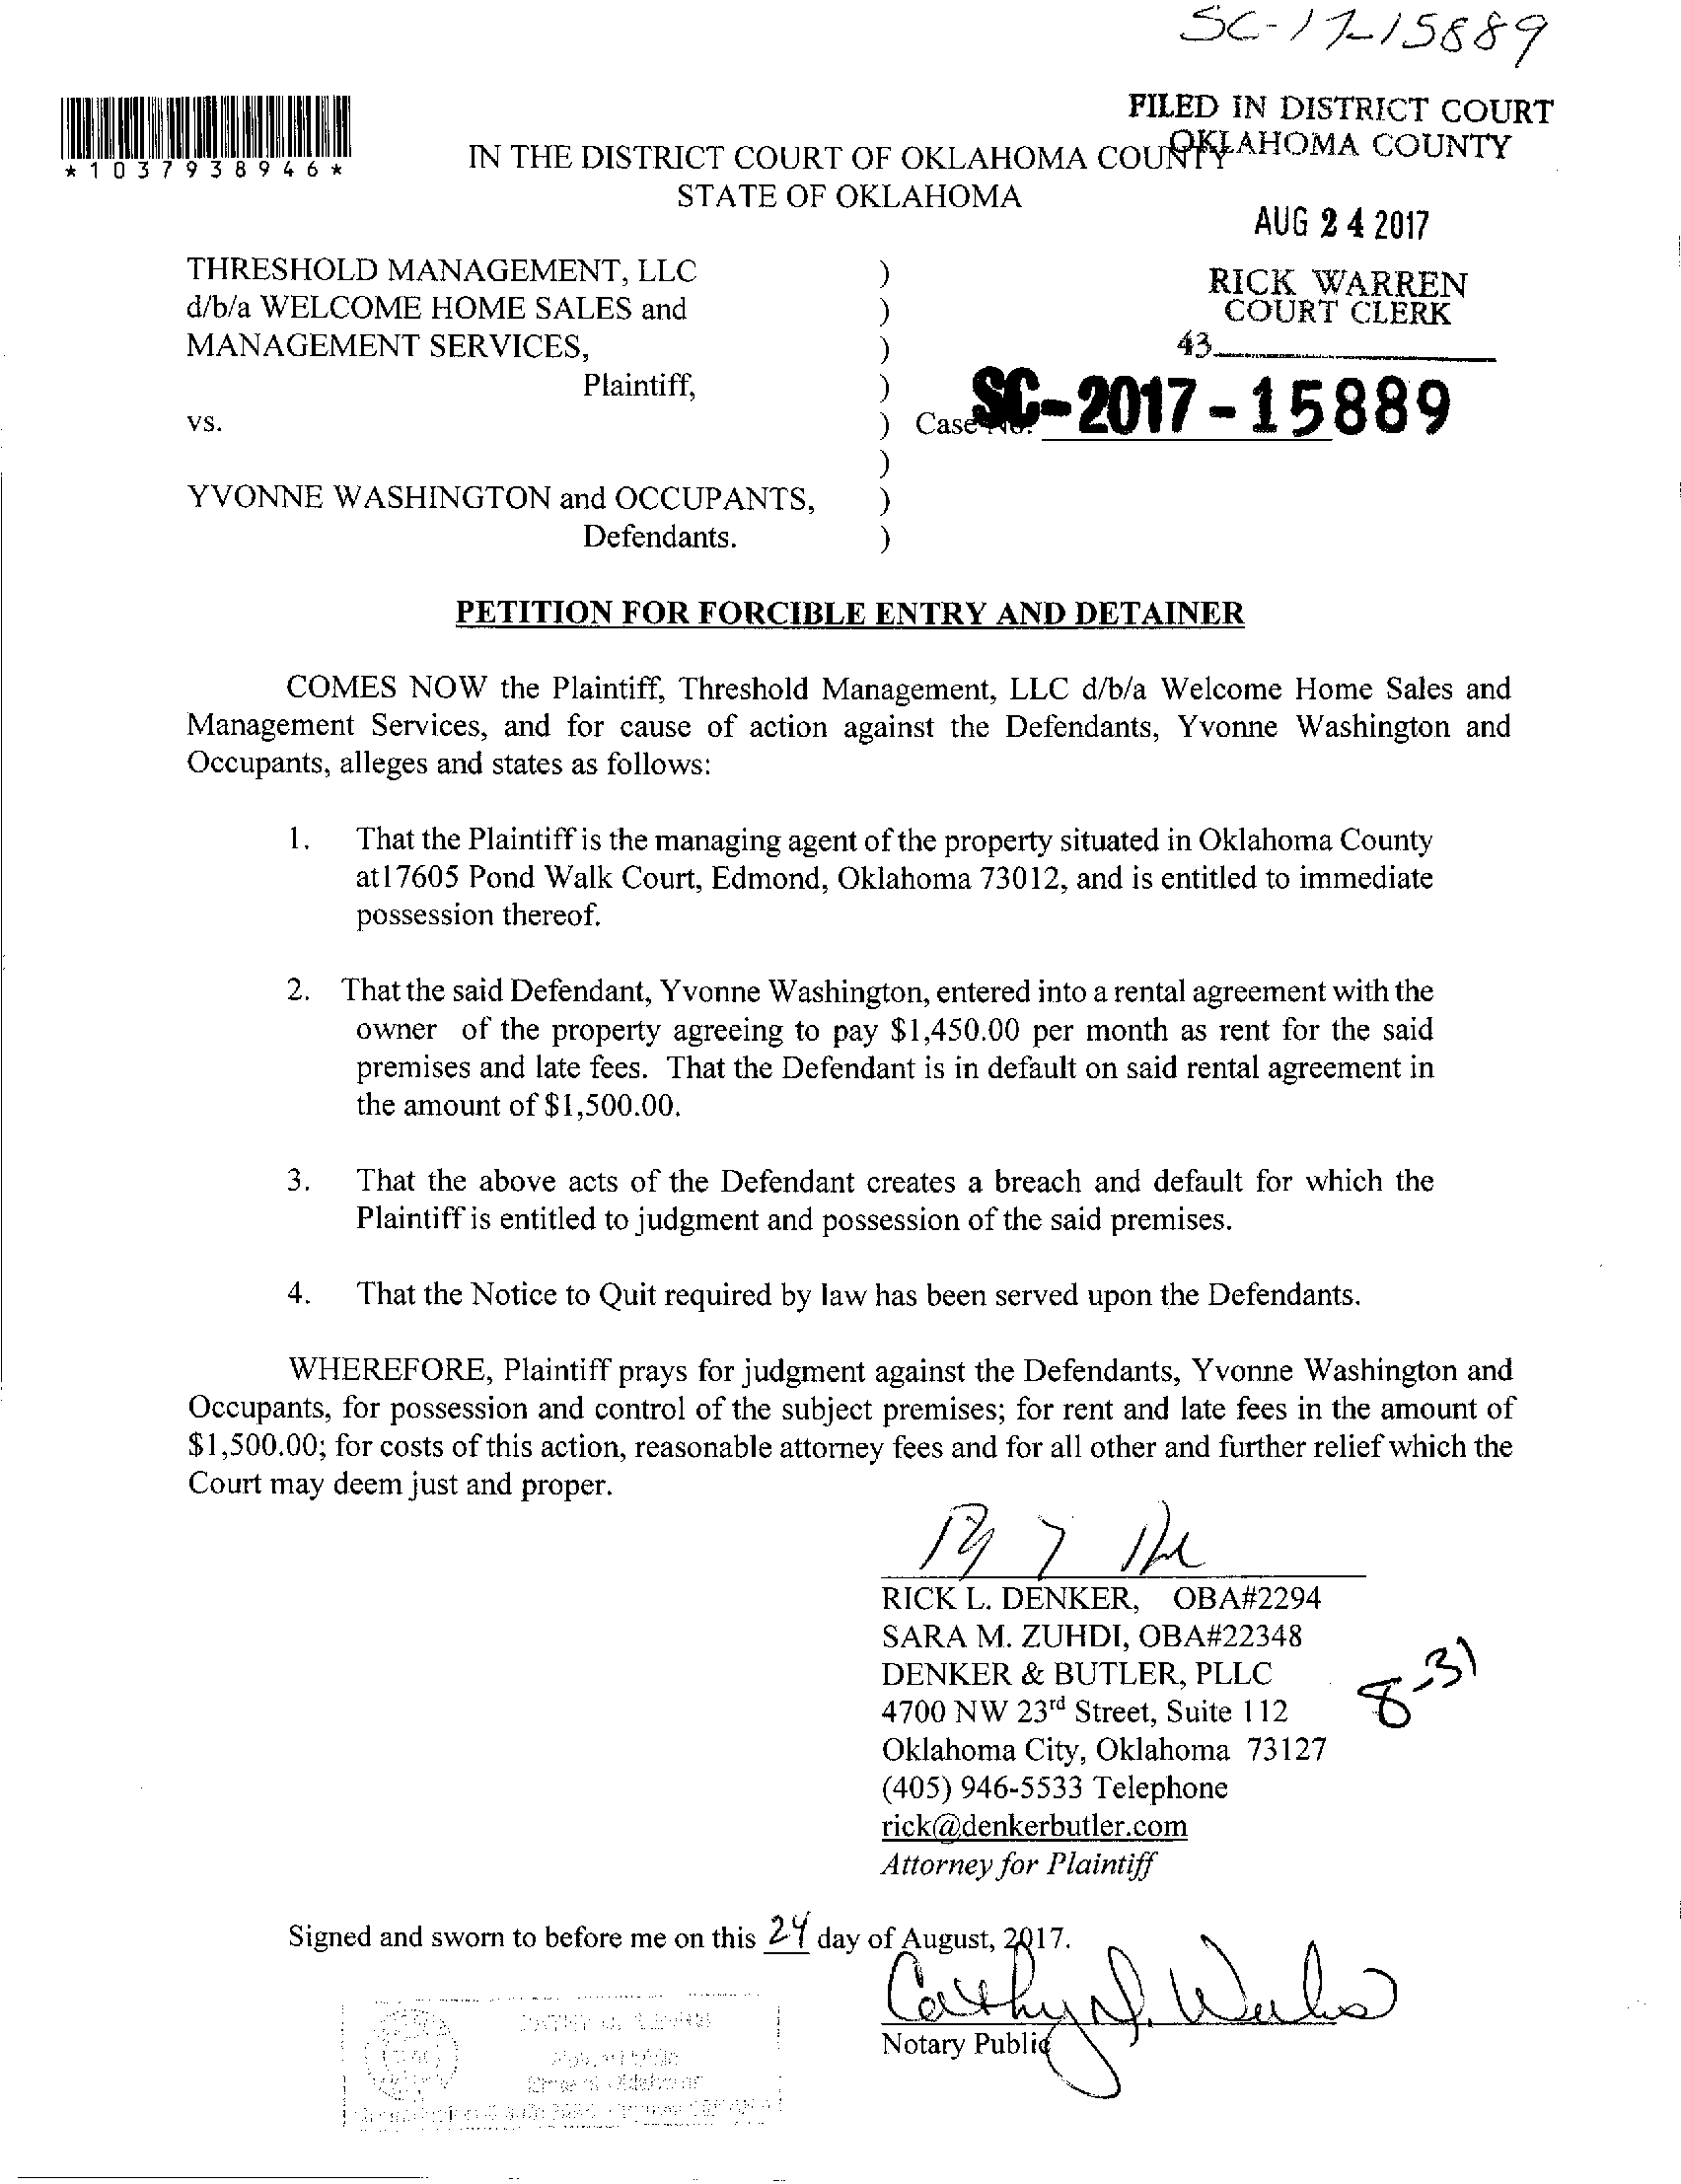 SC-17-15889
FILED IN DISTRICT COURT
OKLAHOMA COUNTY
*1037938946*
IN THE DISTRICT COURT OF OKLAHOMA COUNTY
STATE OF OKLAHOMA
AUG 24 2017
THRESHOLD MANAGEMENT, LLC )
d/b/a WELCOME HOME SALES and )
MANAGEMENT SERVICES, )
Plaintiff, )
RICK WARREN
COURT CLERK
43
vs. ) Case No. SC-2017-15889
)
YVONNE WASHINGTON and OCCUPANTS, )
Defendants. )
PETITION FOR FORCIBLE ENTRY AND DETAINER
COMES NOW the Plaintiff, Threshold Management, LLC d/b/a Welcome Home Sales and
Management Services, and for cause of action against the Defendants, Yvonne Washington and
Occupants, alleges and states as follows:
1. That the Plaintiff is the managing agent of the property situated in Oklahoma County
at17605 Pond Walk Court, Edmond, Oklahoma 73012, and is entitled to immediate
possession thereof.
2. That the said Defendant, Yvonne Washington, entered into a rental agreement with the
owner of the property agreeing to pay $1,450.00 per month as rent for the said
premises and late fees. That the Defendant is in default on said rental agreement in
the amount of $1,500.00.
3. That the above acts of the Defendant creates a breach and default for which the
Plaintiff is entitled to judgment and possession of the said premises.
4. That the Notice to Quit required by law has been served upon the Defendants.
WHEREFORE, Plaintiff prays for judgment against the Defendants, Yvonne Washington and
Occupants, for possession and control of the subject premises; for rent and late fees in the amount of
$1,500.00; for costs of this action, reasonable attorney fees and for all other and further relief which the
Court may deem just and proper.
RICK L. DENKER, OBA#2294
SARA M. ZUHDI, OBA#22348
DENKER & BUTLER, PLLC
4700 NW 23rd Street, Suite 112
8-31
Oklahoma City, Oklahoma 73127
(405) 946-5533 Telephone
rick@denkerbutler.com
Attorney for Plaintiff
Signed and sworn to before me on this 24 day of August, 2017.
Notary Public